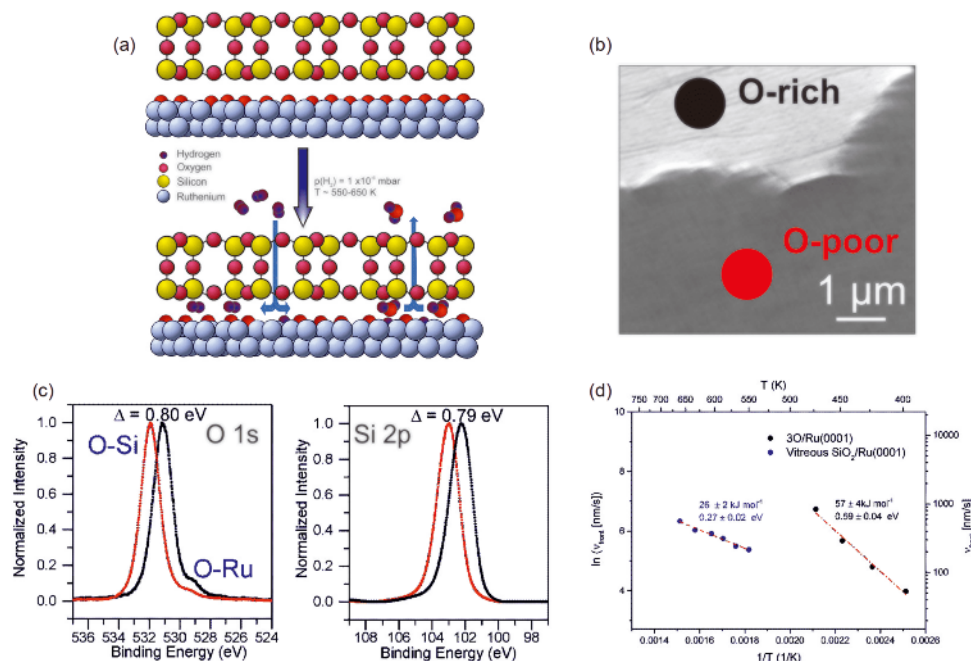 (a)
Hydrogen
Oxygen
Silicon
Ruthenium
T ~ 550-650 K
(b)
O-rich
O-poor
1 µm
(c)
Δ = 0.80 eV
O 1s
O-Si
O-Ru
Normalized Intensity
1.0
0.8
0.6
0.4
0.2
0.0
536 534 532 530 528 526 524
Binding Energy (eV)
Δ = 0.79 eV
Si 2p
Normalized Intensity
1.0
0.8
0.6
0.4
0.2
0.0
108 106 104 102 100 98
Binding Energy (eV)
(d)
T (K)
750 700 650 600 550 500 450 400
3O/Ru(0001)
Vitreous SiO₂/Ru(0001)
26 ± 2 kJ mol⁻¹
0.27 ± 0.02 eV
57 ± 4kJ mol⁻¹
0.59 ± 0.04 eV
10
8
6
4
10000
1000
100
0.0014 0.0016 0.0018 0.0020 0.0022 0.0024 0.0026
1/T (1/K)